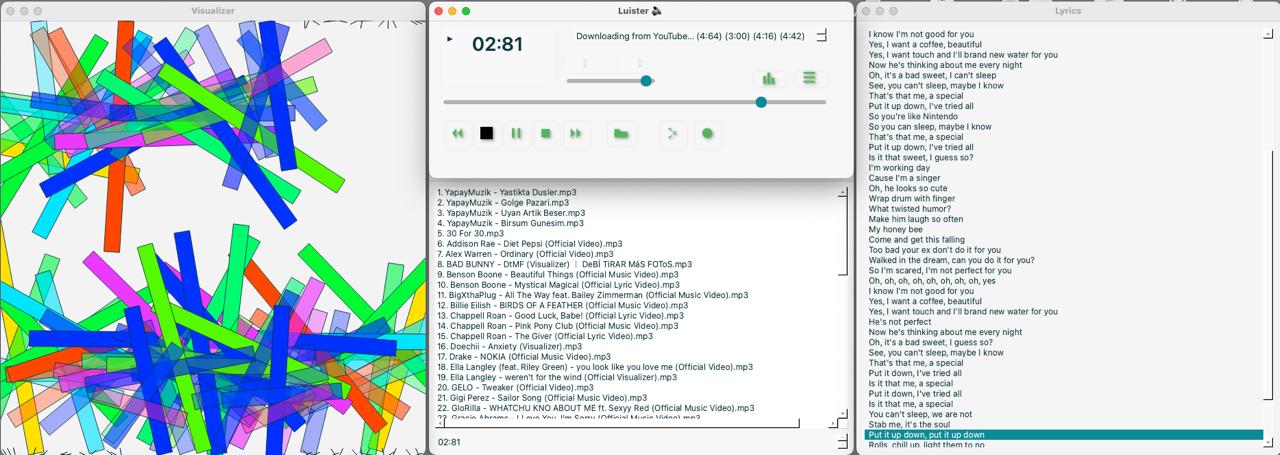 Visualizer
Luister
02:81
Downloading from YouTube... (4:64) (3:00) (4:16) (4:42)
1. YapayMuzik - Yastikta Dusler.mp3
2. YapayMuzik - Golge Pazari.mp3
3. YapayMuzik - Uyan Artik Beser.mp3
4. YapayMuzik - Birsum Gunesim.mp3
5. 30 For 30.mp3
6. Addison Rae - Diet Pepsi (Official Video).mp3
7. Alex Warren - Ordinary (Official Video).mp3
8. BAD BUNNY - DtMF (Visualizer) | DeBÍ TiRAR MáS FOToS.mp3
9. Benson Boone - Beautiful Things (Official Music Video).mp3
10. Benson Boone - Mystical Magical (Official Lyric Video).mp3
11. BigXthaPlug - All The Way feat. Bailey Zimmerman (Official Music Video).mp3
12. Billie Eilish - BIRDS OF A FEATHER (Official Music Video).mp3
13. Chappell Roan - Good Luck, Babe! (Official Lyric Video).mp3
14. Chappell Roan - Pink Pony Club (Official Music Video).mp3
15. Chappell Roan - The Giver (Official Lyric Video).mp3
16. Doechii - Anxiety (Visualizer).mp3
17. Drake - NOKIA (Official Music Video).mp3
18. Ella Langley (feat. Riley Green) - you look like you love me (Official Video).mp3
19. Ella Langley - weren't for the wind (Official Visualizer).mp3
20. GELO - Tweaker (Official Video).mp3
21. Gigi Perez - Sailor Song (Official Music Video).mp3
22. GloRilla - WHATCHU KNO ABOUT ME ft. Sexyy Red (Official Music Video).mp3
23. Gracie Abrams - I Love You, I'm Sorry (Official Music Video).mp3
02:81
Lyrics
I know I'm not good for you
Yes, I want a coffee, beautiful
Yes, I want touch and I'll brand new water for you
Now he's thinking about me every night
Oh, it's a bad sweet, I can't sleep
See, you can't sleep, maybe I know
That's that me, a special
Put it up down, I've tried all
So you're like Nintendo
So you can sleep, maybe I know
That's that me, a special
Put it up down, I've tried all
Is it that sweet, I guess so?
I'm working day
Cause I'm a singer
Oh, he looks so cute
Wrap drum with finger
What twisted humor?
Make him laugh so often
My honey bee
Come and get this falling
Too bad your ex don't do it for you
Walked in the dream, can you do it for you?
So I'm scared, I'm not perfect for you
Oh, oh, oh, oh, oh, oh, oh, yes
I know I'm not good for you
Yes, I want a coffee, beautiful
Yes, I want touch and I'll brand new water for you
He's not perfect
Now he's thinking about me every night
Oh, it's a bad sweet, I guess so?
See, you can't sleep, maybe I know
That's that me, a special
Put it down, I've tried all
Is it that me, a special
Put it down, I've tried all
Is it that me, a special
You can't sleep, we are not
Stab me, it's the soul
Put it up down, put it up down
Rolls, chill up, light them to no